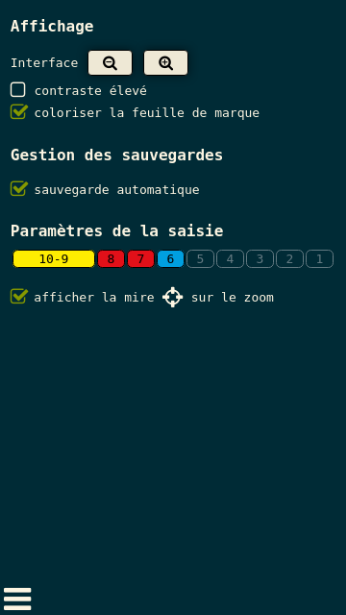 Affichage
Interface
contraste élevé
coloriser la feuille de marque
Gestion des sauvegardes
sauvegarde automatique
Paramètres de la saisie
10-9 8 7 6 5 4 3 2 1
afficher la mire sur le zoom